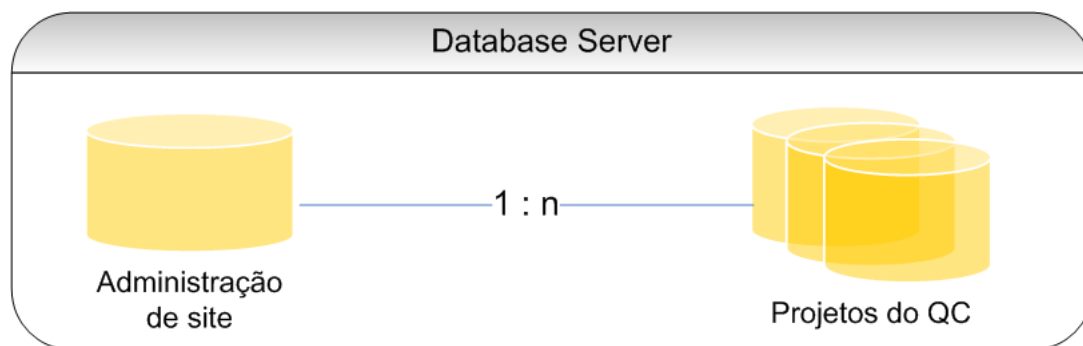 Database Server
1 : n
Administração
de site
Projetos do QC